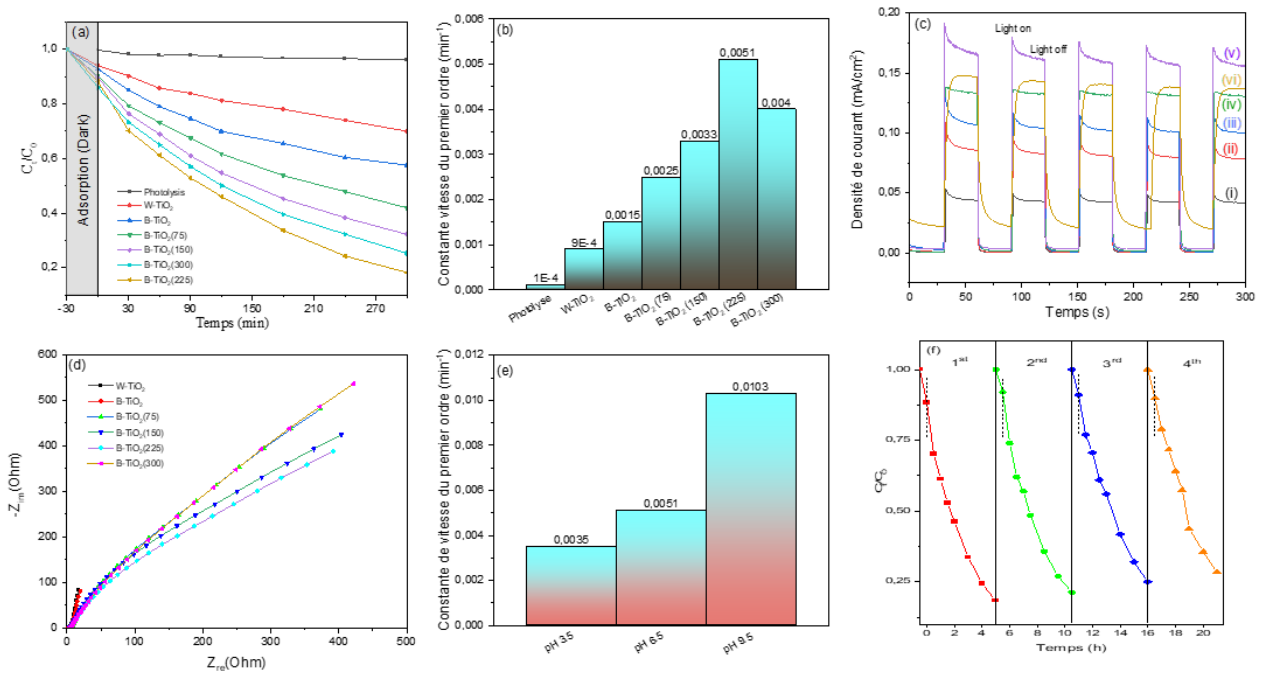 (a)
1,0
0,8
0,6
0,4
0,2
Cₜ/C₀
Adsorption (Dark)
Photolysis
W-TiO₂
B-TiO₂
B-TiO₂(75)
B-TiO₂(150)
B-TiO₂(300)
B-TiO₂(225)
-30 30 90 150 210 270
Temps (min)
(b)
Constante vitesse du premier ordre (min⁻¹)
0,006
0,005
0,004
0,003
0,002
0,001
0,000
1E-4
9E-4
0,0015
0,0025
0,0033
0,0051
0,004
Photolyse
W-TiO₂
B-TiO₂
B-TiO₂ (75)
B-TiO₂ (150)
B-TiO₂ (225)
B-TiO₂ (300)
(c)
Densité de courant (mA/cm²)
0,20
0,15
0,10
0,05
0,00
Light on
Light off
(v)
(vi)
(iv)
(iii)
(ii)
(i)
0 50 100 150 200 250 300
Temps (s)
(d)
-Zᵢₘ(Ohm)
600
500
400
300
200
100
0
W-TiO₂
B-TiO₂
B-TiO₂(75)
B-TiO₂(150)
B-TiO₂(225)
B-TiO₂(300)
0 100 200 300 400 500
Zᵣₑ(Ohm)
(e)
Constante de vitesse du premier ordre (min⁻¹)
0,012
0,010
0,008
0,006
0,004
0,002
0,000
0,0035
0,0051
0,0103
pH 3.5
pH 6.5
pH 9.5
(f)
1ˢᵗ 2ⁿᵈ 3ʳᵈ 4ᵗʰ
1,00
0,75
0,50
0,25
Cₜ/C₀
0 2 4 6 8 10 12 14 16 18 20
Temps (h)